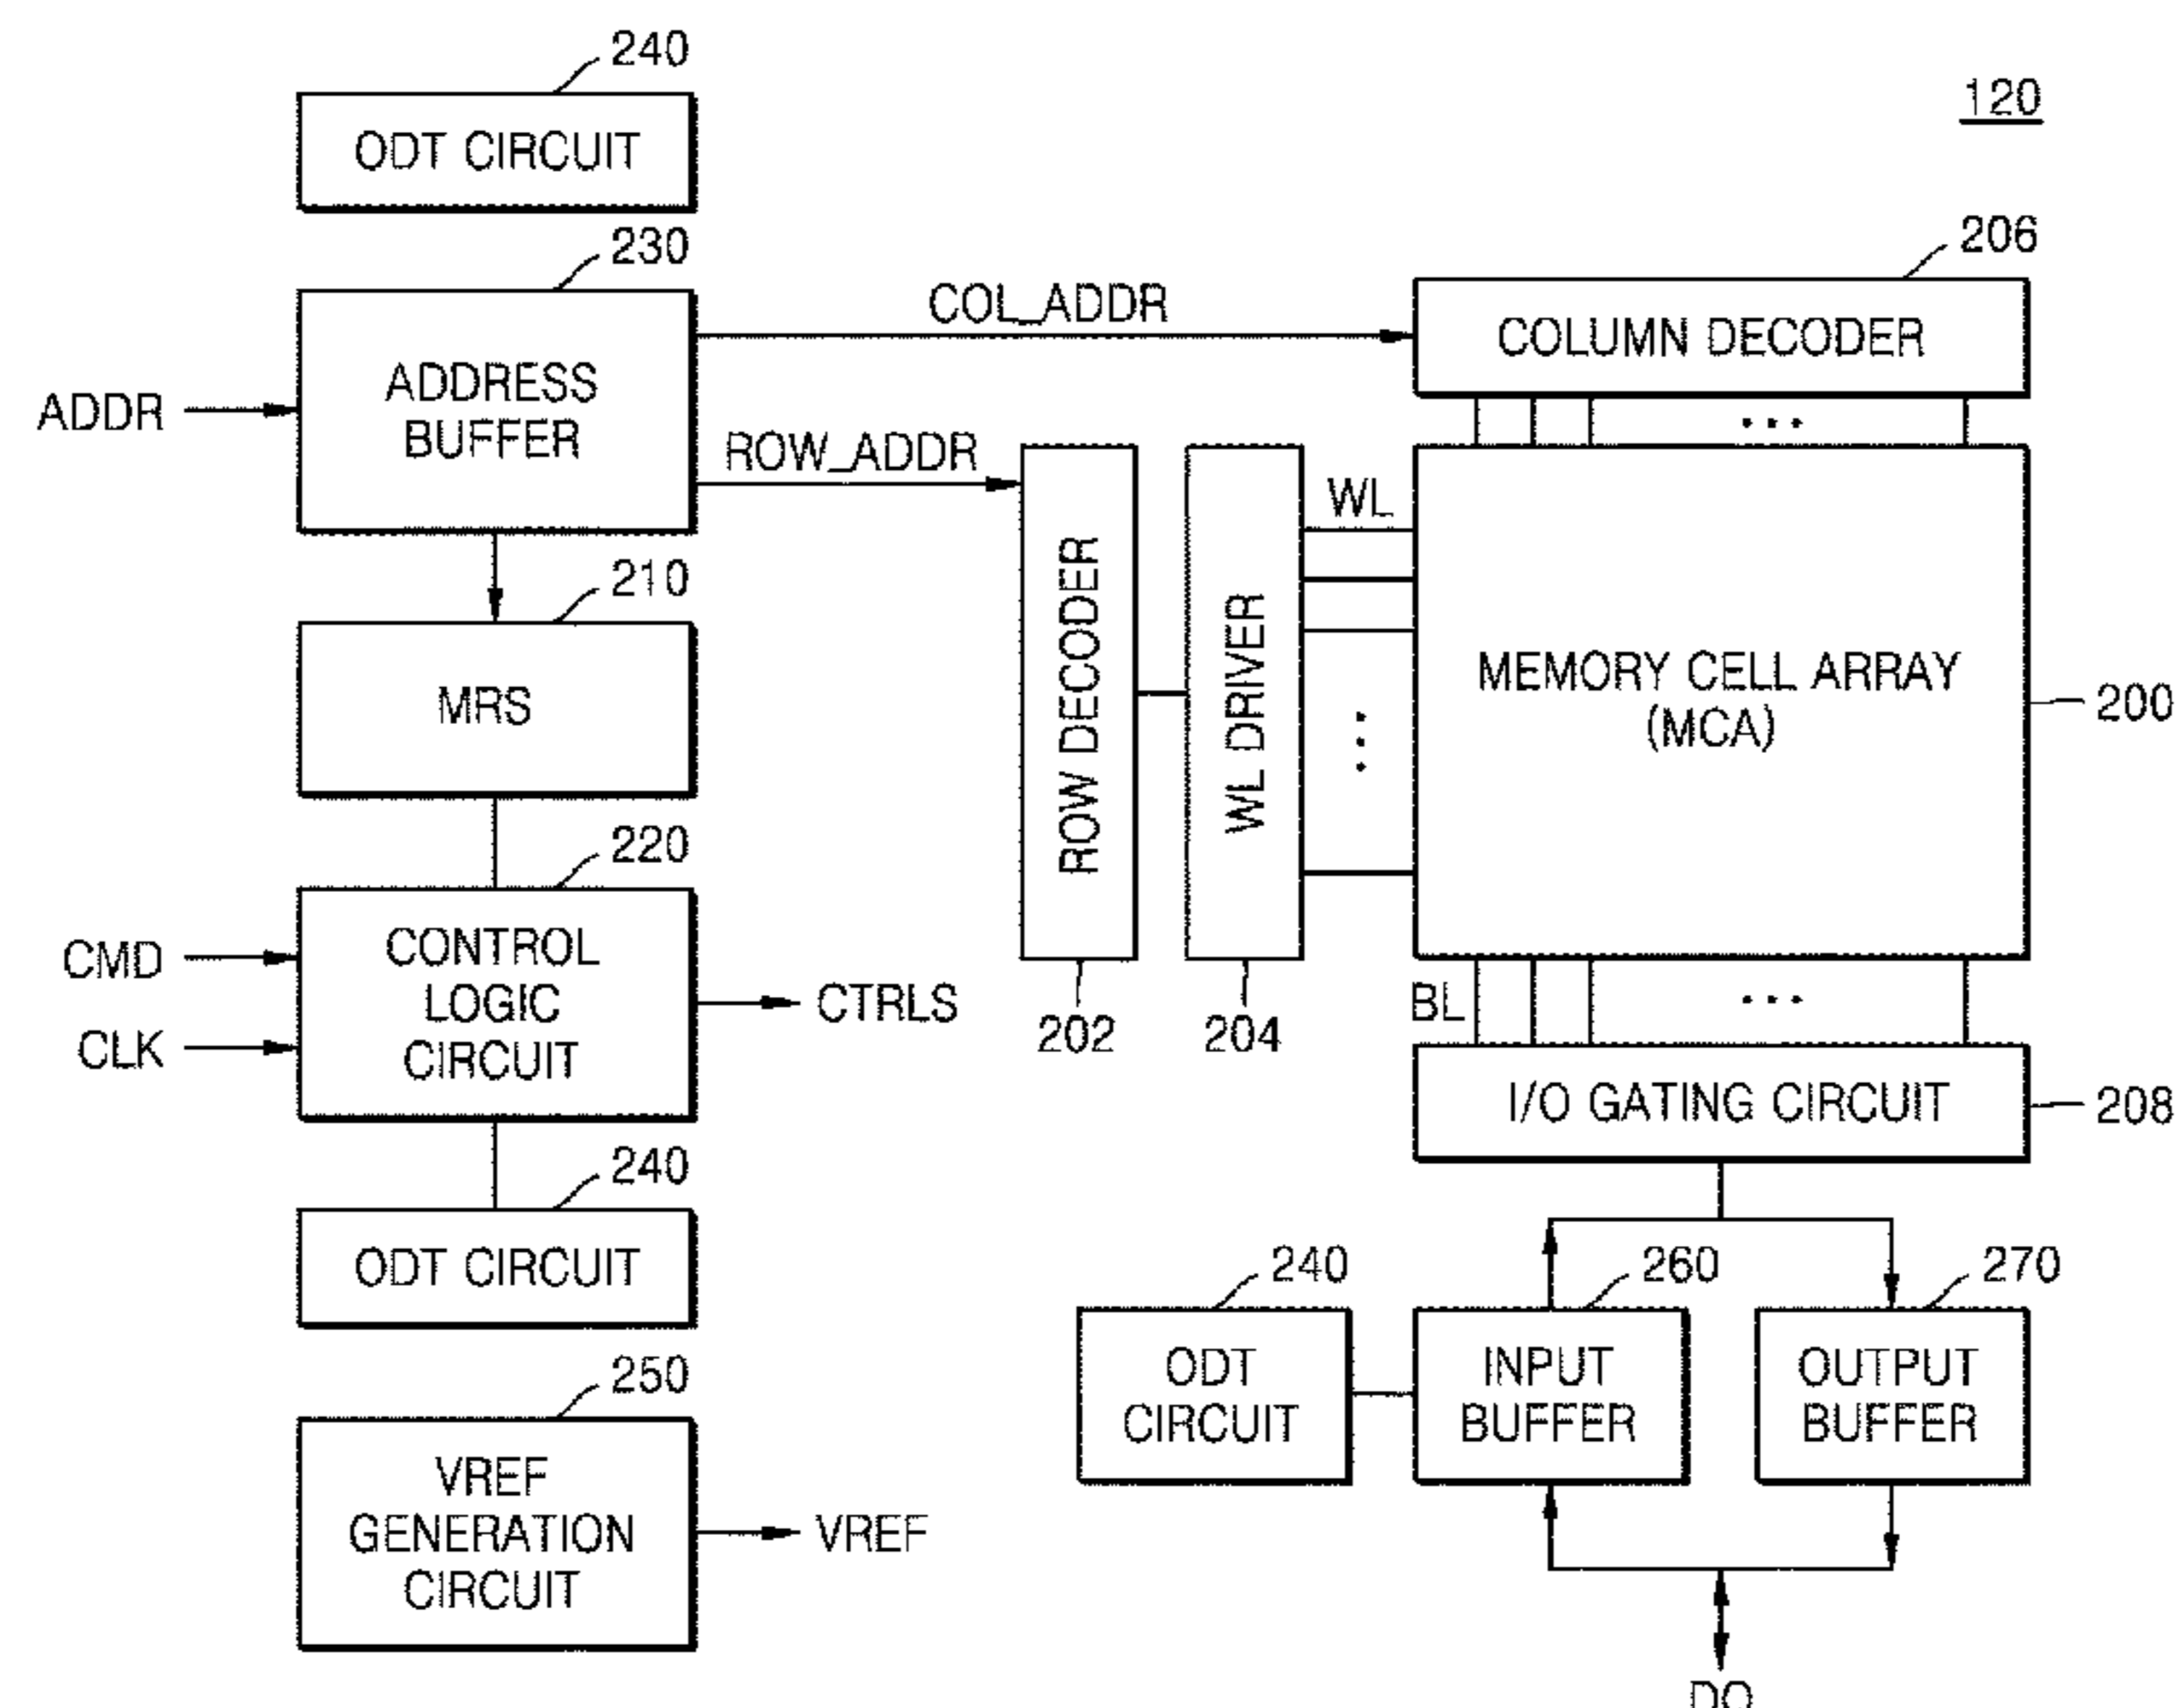 240
ODT CIRCUIT
120
230
206
COL_ADDR
COLUMN DECODER
ADDRESS
BUFFER
ADDR
ROW_ADDR
WL
210
MRS
ROW DECODER
WL DRIVER
MEMORY CELL ARRAY
(MCA)
200
220
CMD
CLK
CONTROL
LOGIC
CIRCUIT
CTRLS
202
204
BL
I/O GATING CIRCUIT
208
240
ODT CIRCUIT
240
260
270
ODT
CIRCUIT
INPUT
BUFFER
OUTPUT
BUFFER
250
VREF
GENERATION
CIRCUIT
VREF
DQ